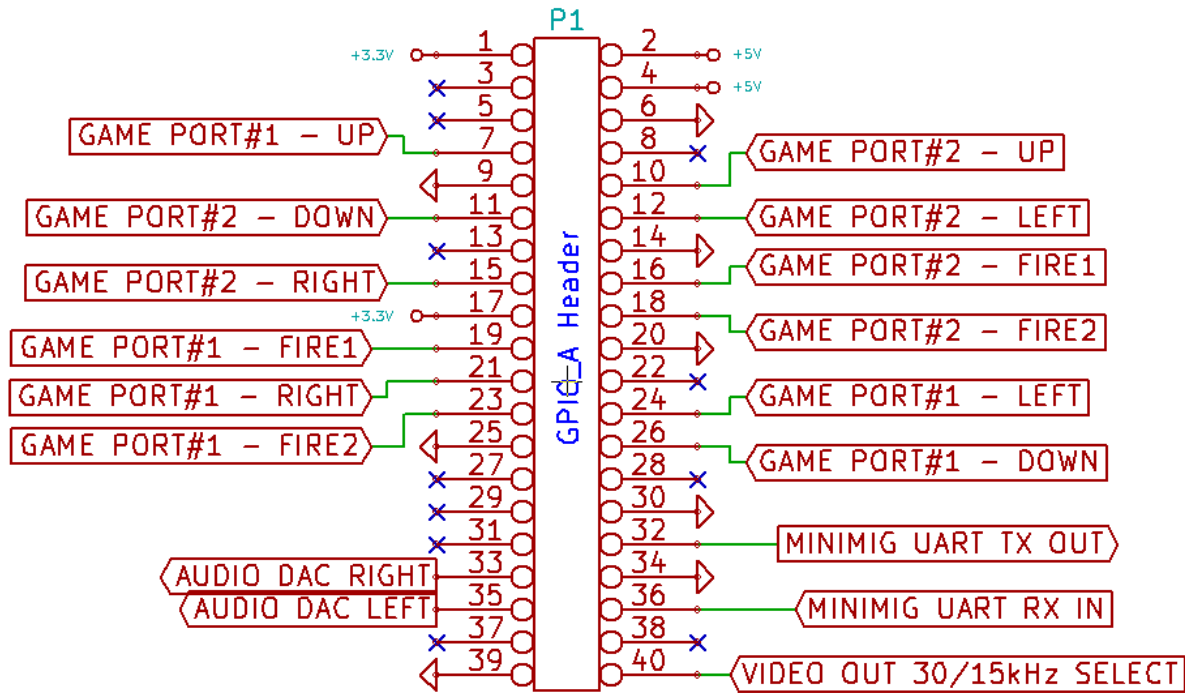 P1
+3.3V 1 2 +5V
3 4 +5V
5 6
GAME PORT#1 - UP 7 8
9 10 GAME PORT#2 - UP
GAME PORT#2 - DOWN 11 12 GAME PORT#2 - LEFT
13 14
GAME PORT#2 - RIGHT 15 16 GAME PORT#2 - FIRE1
+3.3V 17 18 GAME PORT#2 - FIRE2
GAME PORT#1 - FIRE1 19 20
GAME PORT#1 - RIGHT 21 22
GAME PORT#1 - FIRE2 23 24 GAME PORT#1 - LEFT
25 26 GAME PORT#1 - DOWN
27 28
29 30
31 32 MINIMIG UART TX OUT
AUDIO DAC RIGHT 33 34
AUDIO DAC LEFT 35 36 MINIMIG UART RX IN
37 38
39 40 VIDEO OUT 30/15kHz SELECT
GPIO_A Header